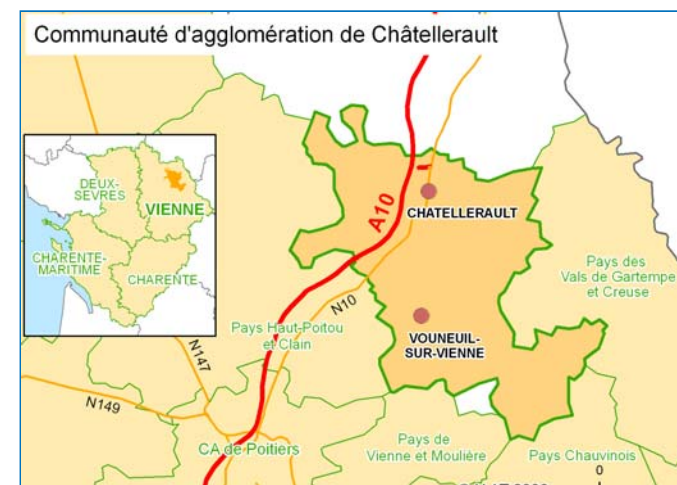 Communauté d'agglomération de Châtellerault
DEUX-
SEVRES
VIENNE
CHARENTE-
MARITIME
CHARENTE
A10
CHATELLERAULT
Pays des
Vals de Gartempe
et Creuse
N10
Pays Haut-Poitou
et Clain
VOUNEUIL-
SUR-VIENNE
N147
N149
CA de Poitiers
Pays de
Vienne et Moulière
Pays Chauvinois
0